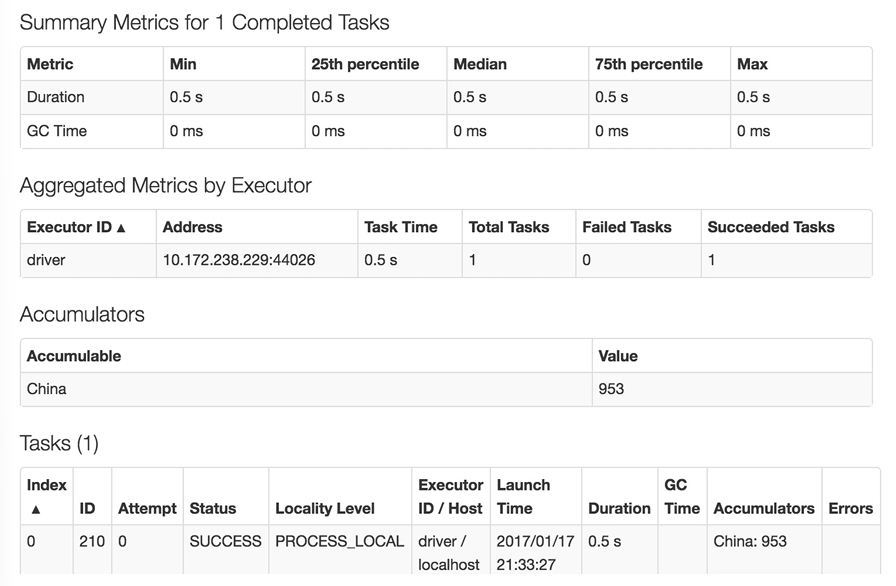 Summary Metrics for 1 Completed Tasks
Metric Min 25th percentile Median 75th percentile Max
Duration 0.5 s 0.5 s 0.5 s 0.5 s 0.5 s
GC Time 0 ms 0 ms 0 ms 0 ms 0 ms
Aggregated Metrics by Executor
Executor ID ▲ Address Task Time Total Tasks Failed Tasks Succeeded Tasks
driver 10.172.238.229:44026 0.5 s 1 0 1
Accumulators
Accumulable Value
China 953
Tasks (1)
Index Executor Launch GC
▲ ID Attempt Status Locality Level ID / Host Time Duration Time Accumulators Errors
0 210 0 SUCCESS PROCESS_LOCAL driver / 2017/01/17 0.5 s China: 953
localhost 21:33:27